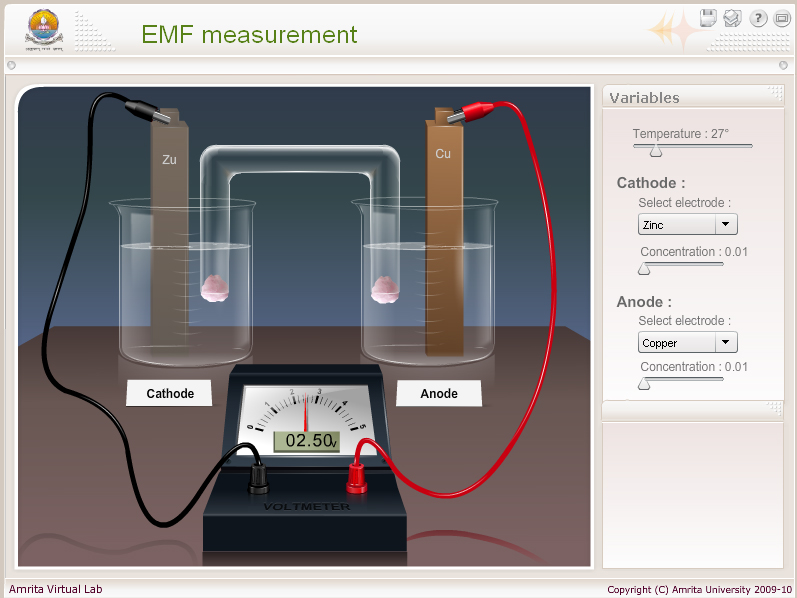 EMF measurement
?
Variables
Temperature : 27°
Cathode :
Select electrode :
Zinc
Concentration : 0.01
Anode :
Select electrode :
Copper
Concentration : 0.01
Zu
Cu
Cathode
Anode
0 2 3 4 5
02.50v
VOLTMETER
Amrita Virtual Lab
Copyright (C) Amrita University 2009-10